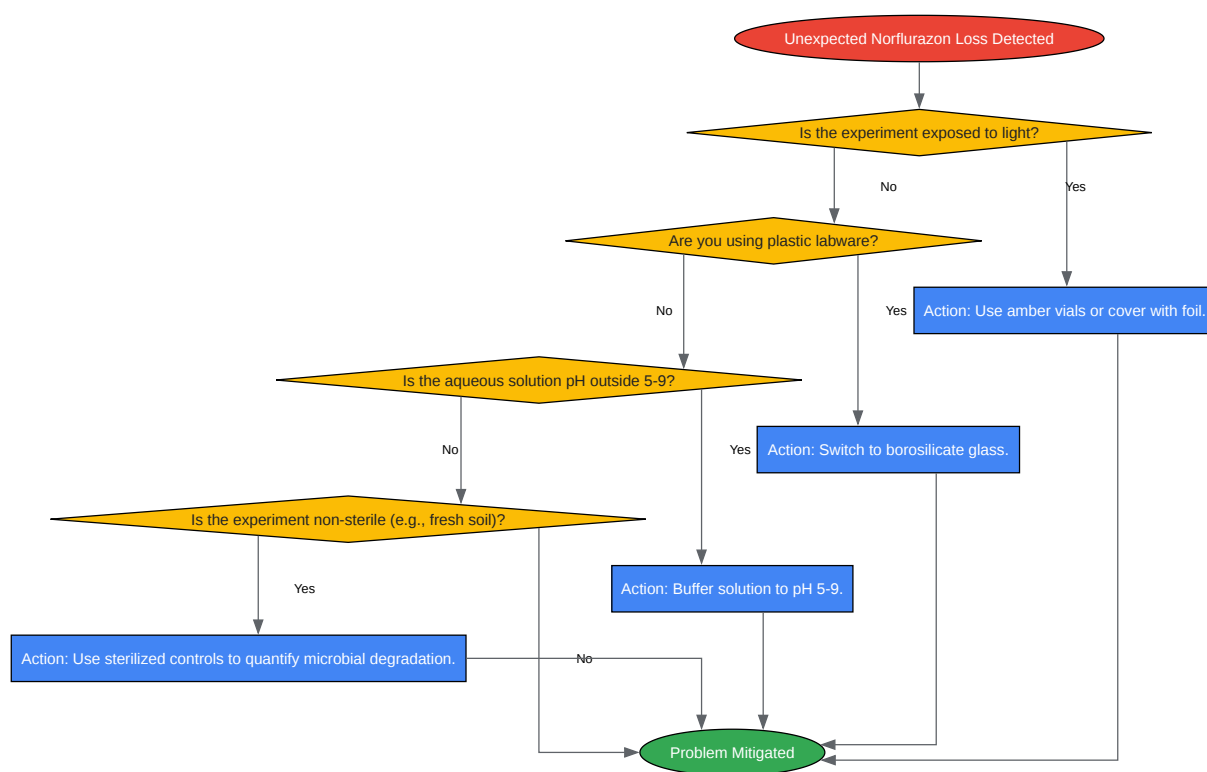 Unexpected Norflurazon Loss Detected
Is the experiment exposed to light?
No
Yes
Are you using plastic labware?
No
Yes
Action: Use amber vials or cover with foil.
Is the aqueous solution pH outside 5-9?
No
Yes
Action: Switch to borosilicate glass.
Is the experiment non-sterile (e.g., fresh soil)?
Yes
Action: Buffer solution to pH 5-9.
Action: Use sterilized controls to quantify microbial degradation.
No
Problem Mitigated